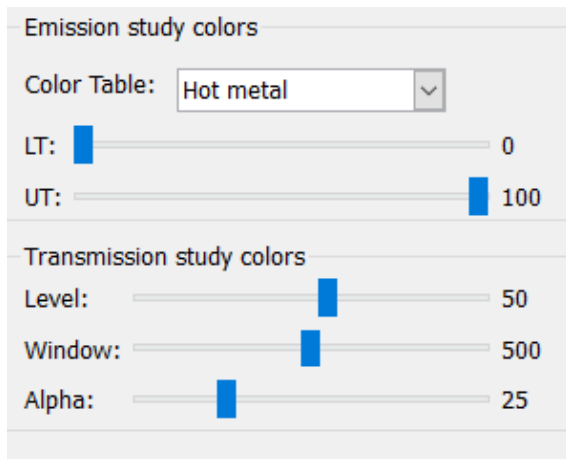 Emission study colors
Color Table: Hot metal
LT: 0
UT: 100
Transmission study colors
Level: 50
Window: 500
Alpha: 25